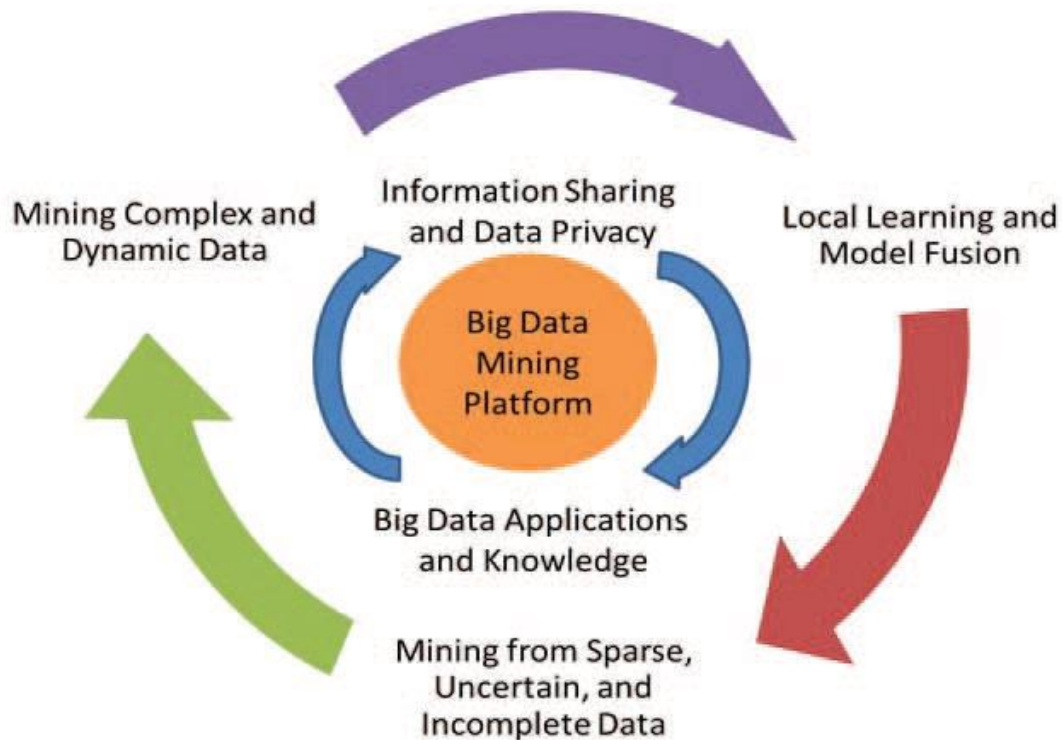 Information Sharing
and Data Privacy
Mining Complex and
Dynamic Data
Local Learning and
Model Fusion
Big Data
Mining
Platform
Big Data Applications
and Knowledge
Mining from Sparse,
Uncertain, and
Incomplete Data